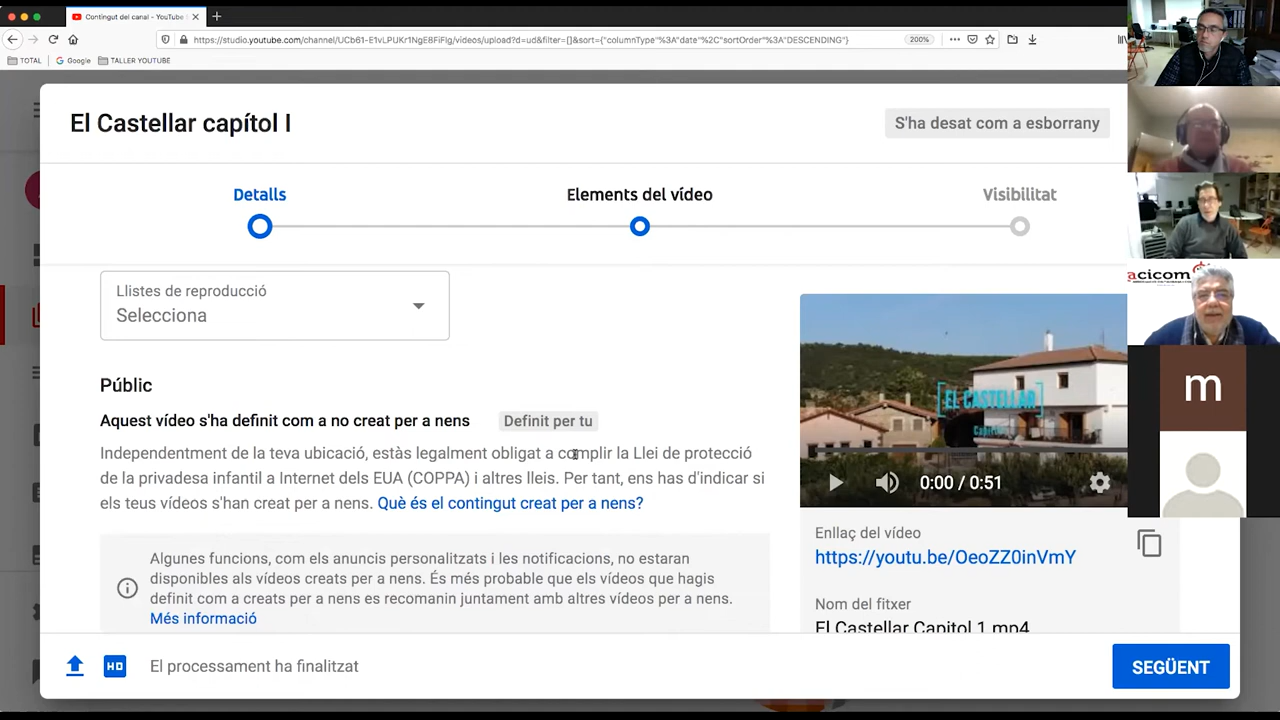 Contingut del canal - YouTube S
https://studio.youtube.com/channel/UCb61-E1vLPUKr1NgE8FeIig/videos/upload?d=ud&filter=[]&sort={"columnType"%3A"date"%2C"sortOrder"%3A"DESCENDING"}
200%
TOTAL
Google
TALLER YOUTUBE
El Castellar capítol I
S'ha desat com a esborrany
Detalls
Elements del vídeo
Visibilitat
Llistes de reproducció
Selecciona
Públic
Aquest vídeo s'ha definit com a no creat per a nens
Definit per tu
Independentment de la teva ubicació, estàs legalment obligat a complir la Llei de protecció
de la privadesa infantil a Internet dels EUA (COPPA) i altres lleis. Per tant, ens has d'indicar si
els teus vídeos s'han creat per a nens. Què és el contingut creat per a nens?
Algunes funcions, com els anuncis personalitzats i les notificacions, no estaran
disponibles als vídeos creats per a nens. És més probable que els vídeos que hagis
definit com a creats per a nens es recomanin juntament amb altres vídeos per a nens.
Més informació
EL CASTELLAR
0:00 / 0:51
Enllaç del vídeo
https://youtu.be/OeoZZ0inVmY
Nom del fitxer
El Castellar Capitol 1.mp4
HD
El processament ha finalitzat
SEGÜENT
acicom
m